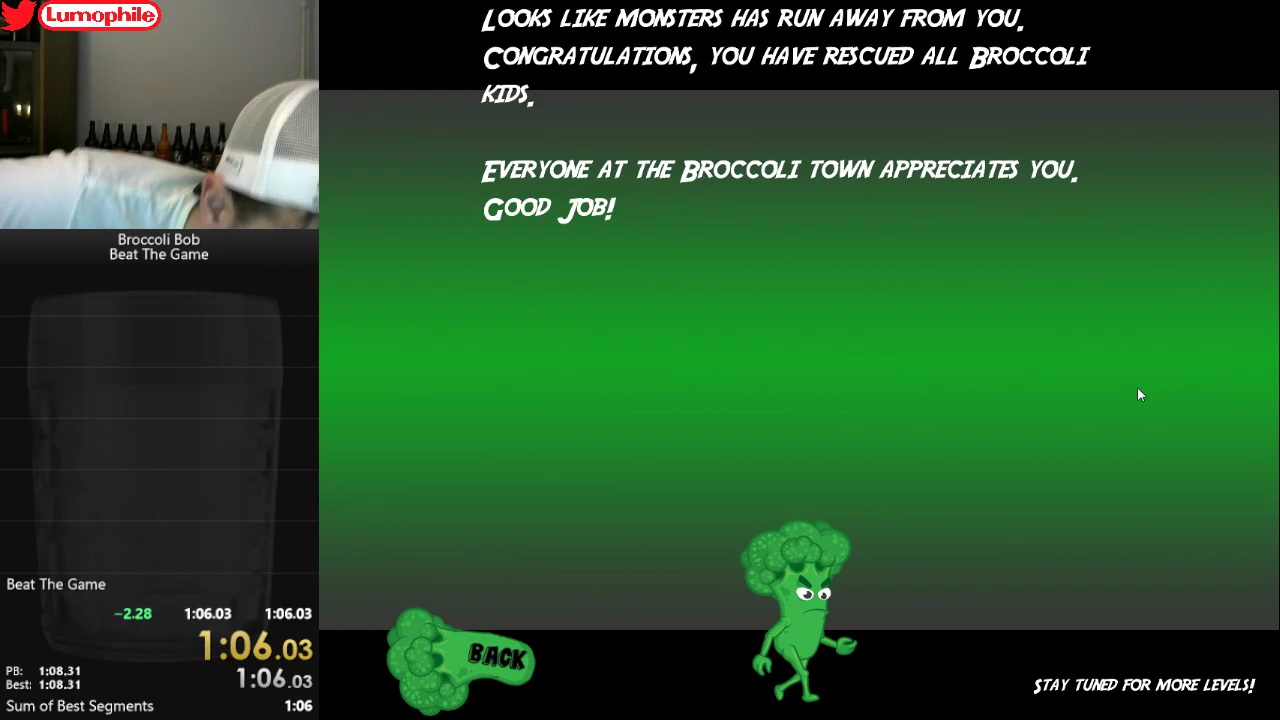 Lumophile
Looks like monsters has run away from you.
Congratulations, you have rescued all Broccoli
kids.
Everyone at the Broccoli town appreciates you.
Good Job!
Broccoli Bob
Beat The Game
Beat The Game
−2.28 1:06.03 1:06.03
1:06.03
PB: 1:08.31
Best: 1:08.31
1:06.03
Sum of Best Segments 1:06
BACK
Stay tuned for more levels!